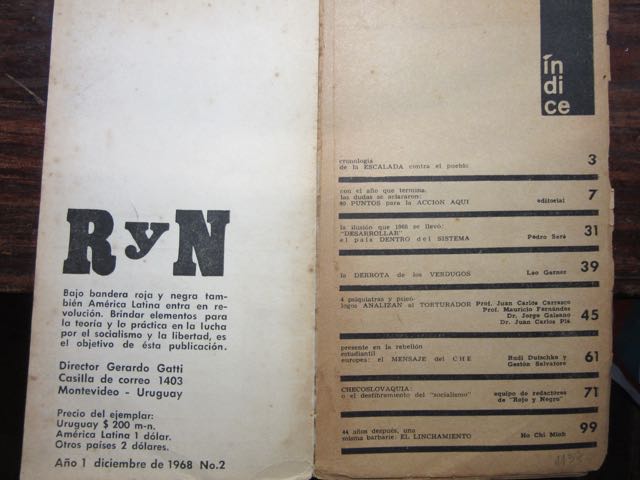 RyN
Bajo bandera roja y negra tam-
bién América Latina entra en re-
volución. Brindar elementos para
la teoría y la práctica en la lucha
por el socialismo y la libertad, es
el objetivo de ésta publicación.
Director Gerardo Gatti
Casilla de correo 1403
Montevideo - Uruguay
Precio del ejemplar:
Uruguay $ 200 m-n.
América Latina 1 dólar.
Otros países 2 dólares.
Año 1 diciembre de 1968 No.2
ín
di
ce
cronología
de la ESCALADA contra el pueblo 3
con el año que termina,
las dudas se aclararon:
80 PUNTOS para la ACCION AQUI editorial 7
la ilusión que 1968 se llevó:
"DESARROLLAR"
el país DENTRO del SISTEMA Pedro Seré 31
la DERROTA de los VERDUGOS Leo Garner 39
4 psiquiatras y psicó-
logos ANALIZAN al TORTURADOR Prof. Juan Carlos Carrasco
Prof. Mauricio Fernández
Dr. Jorge Galeano
Dr. Juan Carlos Plá 45
presente en la rebelión
estudiantil
europea: el MENSAJE del CHE Rudi Dutschke y
Gastón Salvatore 61
CHECOSLOVAQUIA:
o el desfibramiento del "socialismo" equipo de redactores
de "Rojo y Negro" 71
44 años después, una
misma barbarie: EL LINCHAMIENTO Ho Chi Minh 99